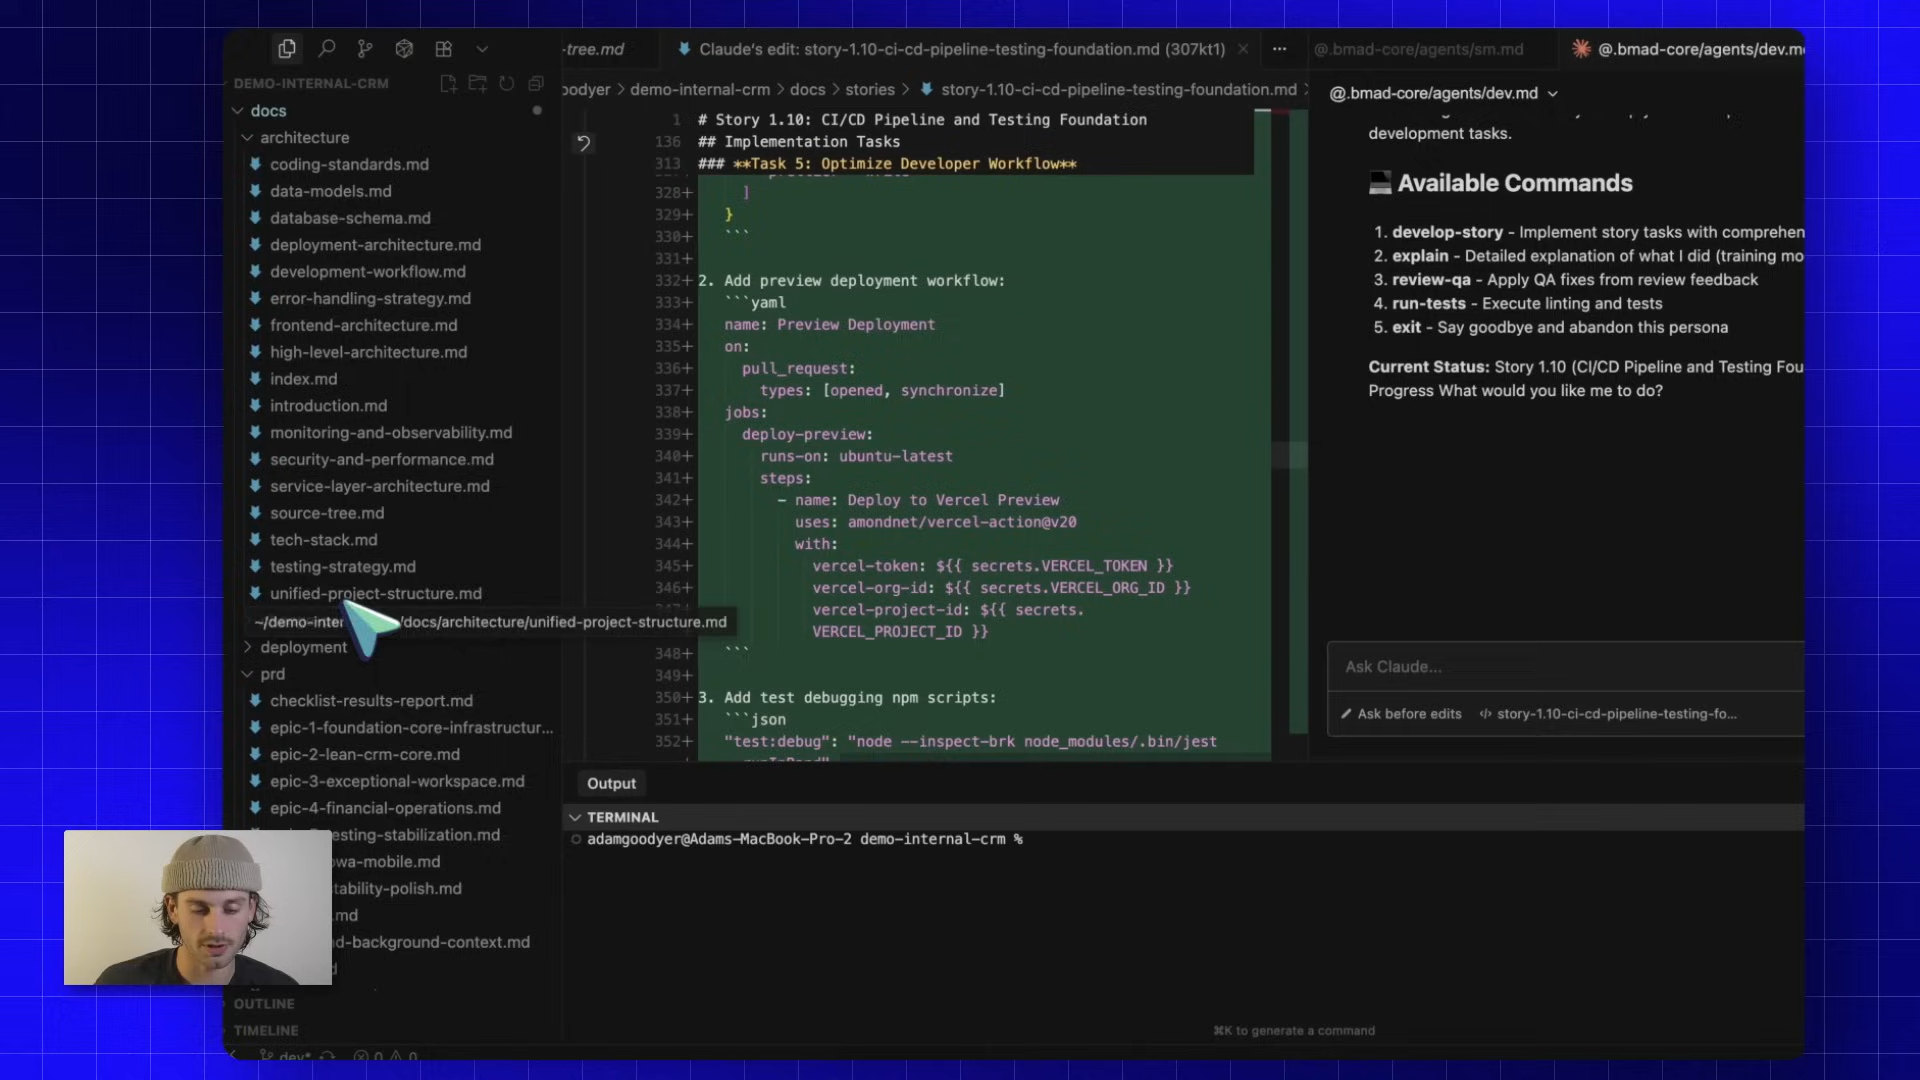 -tree.md
Claude's edit: story-1.10-ci-cd-pipeline-testing-foundation.md (307kt1)
@.bmad-core/agents/sm.md
@.bmad-core/agents/dev.m
DEMO-INTERNAL-CRM
docs
architecture
coding-standards.md
data-models.md
database-schema.md
deployment-architecture.md
development-workflow.md
error-handling-strategy.md
frontend-architecture.md
high-level-architecture.md
index.md
introduction.md
monitoring-and-observability.md
security-and-performance.md
service-layer-architecture.md
source-tree.md
tech-stack.md
testing-strategy.md
unified-project-structure.md
~/demo-inter /docs/architecture/unified-project-structure.md
deployment
prd
checklist-results-report.md
epic-1-foundation-core-infrastructur...
epic-2-lean-crm-core.md
epic-3-exceptional-workspace.md
epic-4-financial-operations.md
esting-stabilization.md
wa-mobile.md
tability-polish.md
.md
d-background-context.md
d
OUTLINE
TIMELINE
dev* 0 0
oodyer > demo-internal-crm > docs > stories > story-1.10-ci-cd-pipeline-testing-foundation.md >
1 # Story 1.10: CI/CD Pipeline and Testing Foundation
136 ## Implementation Tasks
313 ### **Task 5: Optimize Developer Workflow**
328+ ]
329+ }
330+ ```
331+
332+ 2. Add preview deployment workflow:
333+ ```yaml
334+ name: Preview Deployment
335+ on:
336+ pull_request:
337+ types: [opened, synchronize]
338+ jobs:
339+ deploy-preview:
340+ runs-on: ubuntu-latest
341+ steps:
342+ - name: Deploy to Vercel Preview
343+ uses: amondnet/vercel-action@v20
344+ with:
345+ vercel-token: ${{ secrets.VERCEL_TOKEN }}
346+ vercel-org-id: ${{ secrets.VERCEL_ORG_ID }}
vercel-project-id: ${{ secrets.
VERCEL_PROJECT_ID }}
348+ ```
349+
350+ 3. Add test debugging npm scripts:
351+ ```json
352+ "test:debug": "node --inspect-brk node_modules/.bin/jest
@.bmad-core/agents/dev.md
development tasks.
Available Commands
1. develop-story - Implement story tasks with comprehen
2. explain - Detailed explanation of what I did (training mo
3. review-qa - Apply QA fixes from review feedback
4. run-tests - Execute linting and tests
5. exit - Say goodbye and abandon this persona
Current Status: Story 1.10 (CI/CD Pipeline and Testing Fou
Progress What would you like me to do?
Ask Claude...
Ask before edits </> story-1.10-ci-cd-pipeline-testing-fo...
Output
TERMINAL
adamgoodyer@Adams-MacBook-Pro-2 demo-internal-crm %
⌘K to generate a command